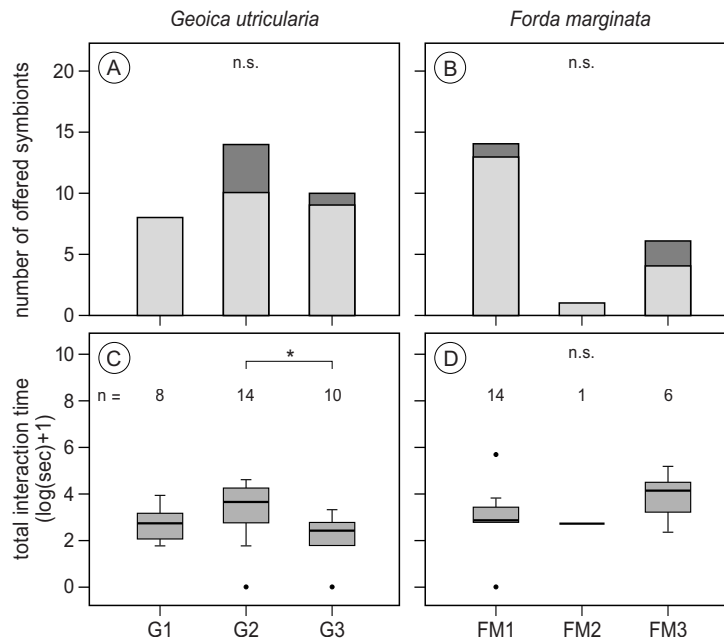 Geoica utricularia
Forda marginata
number of offered symbionts
20
15
10
5
0
A
n.s.
B
n.s.
total interaction time
(log(sec)+1)
10
8
6
4
2
0
C
*
n = 8 14 10
G1 G2 G3
D
n.s.
14 1 6
FM1 FM2 FM3